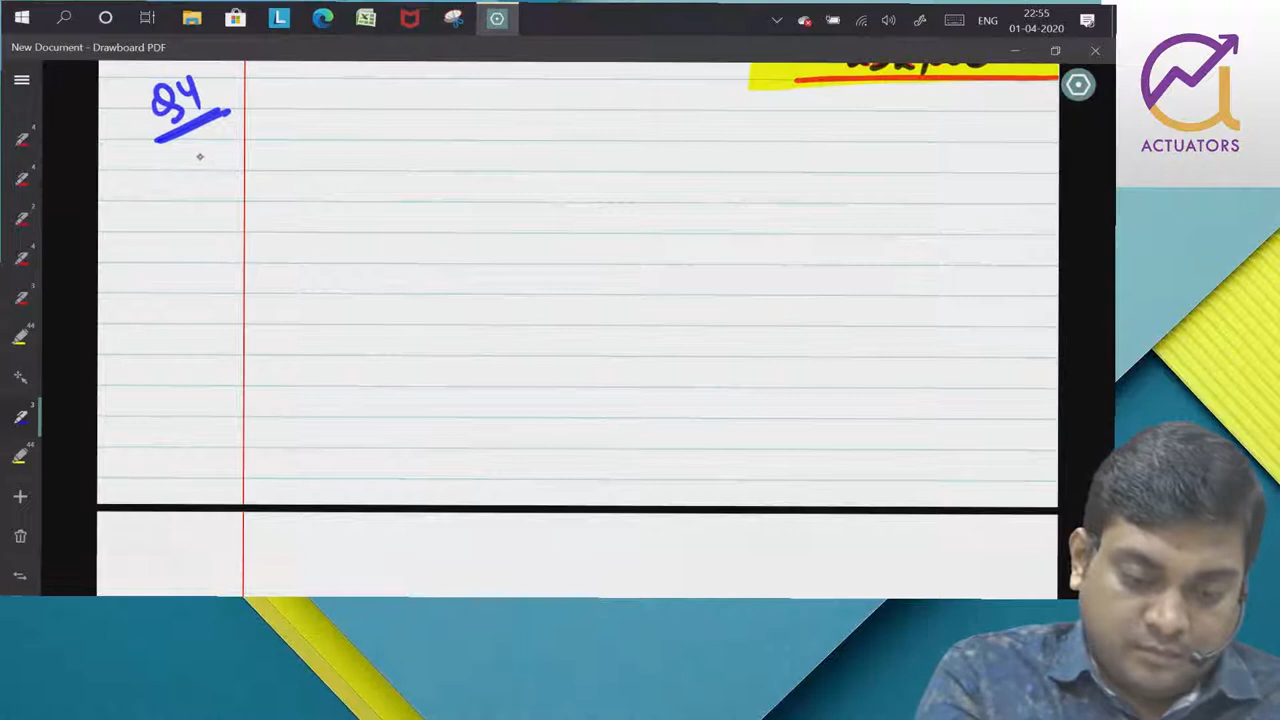 22:55
ENG
01-04-2020
New Document - Drawboard PDF
Q4
ACTUATORS